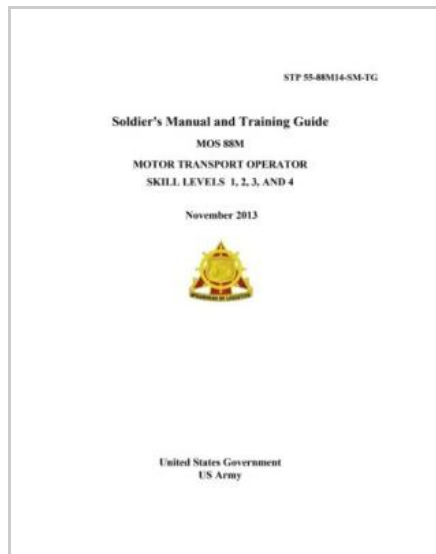 STP 55-88M14-SM-TG
Soldier's Manual and Training Guide
MOS 88M
MOTOR TRANSPORT OPERATOR
SKILL LEVELS 1, 2, 3, AND 4
November 2013
United States Government
US Army